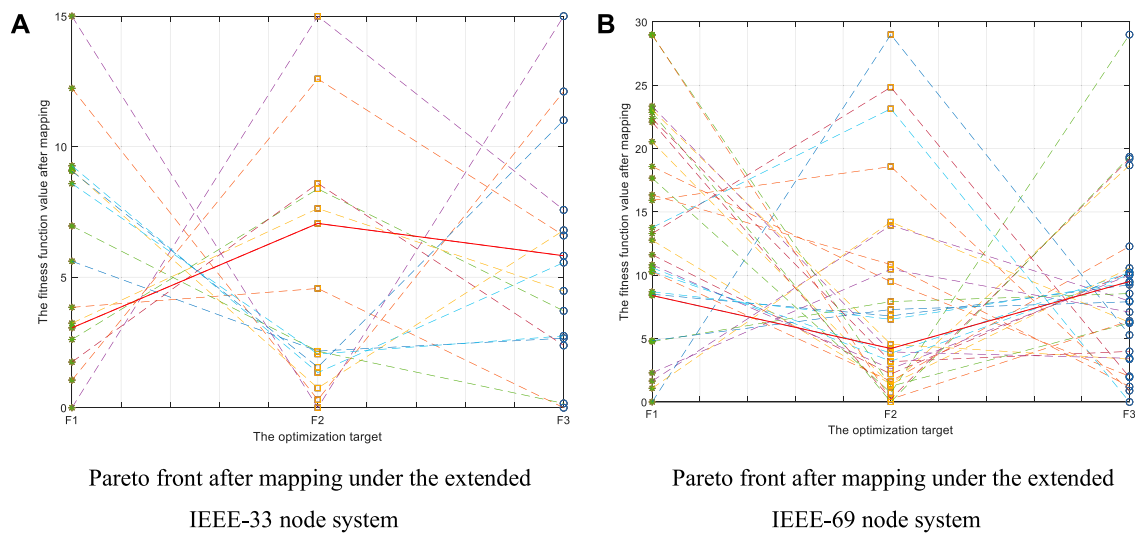 A
The fitness function value after mapping
15
10
5
0
F1
F2
F3
The optimization target
Pareto front after mapping under the extended
IEEE-33 node system
B
The fitness function value after mapping
30
25
20
15
10
5
0
F1
F2
F3
The optimization target
Pareto front after mapping under the extended
IEEE-69 node system